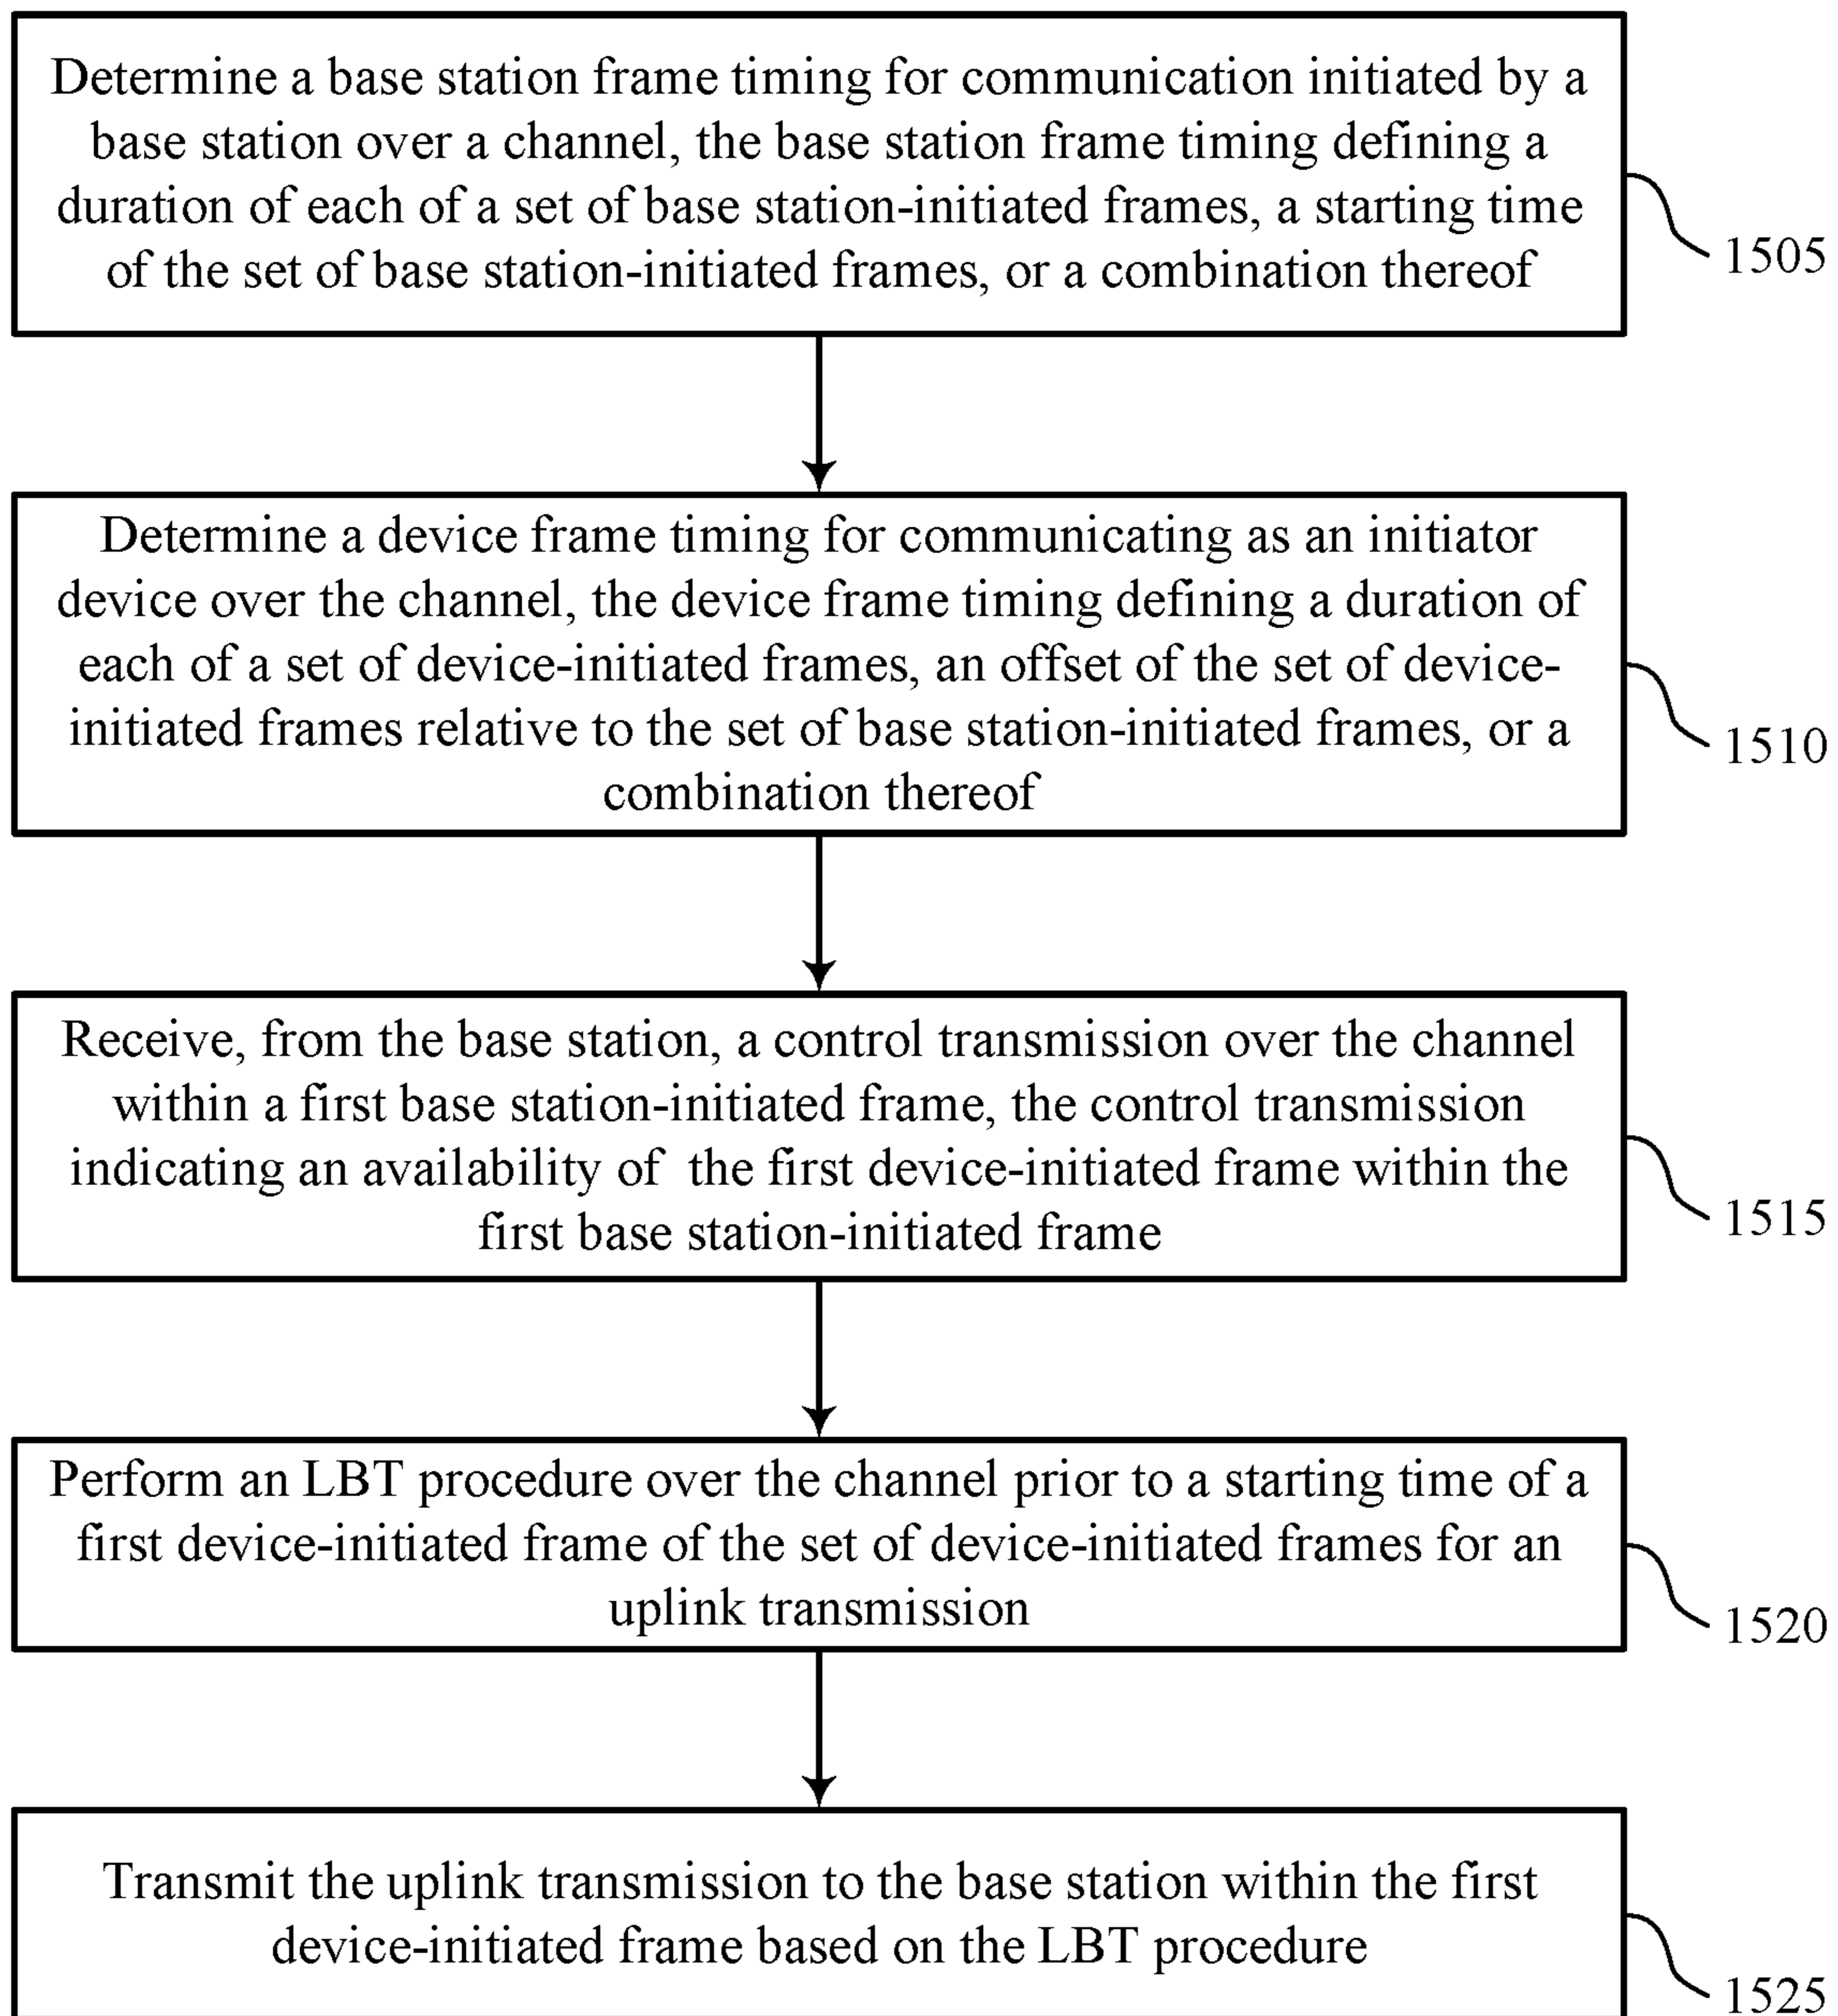 Determine a base station frame timing for communication initiated by a
base station over a channel, the base station frame timing defining a
duration of each of a set of base station-initiated frames, a starting time
of the set of base station-initiated frames, or a combination thereof
1505
Determine a device frame timing for communicating as an initiator
device over the channel, the device frame timing defining a duration of
each of a set of device-initiated frames, an offset of the set of device-
initiated frames relative to the set of base station-initiated frames, or a
combination thereof
1510
Receive, from the base station, a control transmission over the channel
within a first base station-initiated frame, the control transmission
indicating an availability of  the first device-initiated frame within the
first base station-initiated frame
1515
Perform an LBT procedure over the channel prior to a starting time of a
first device-initiated frame of the set of device-initiated frames for an
uplink transmission
1520
Transmit the uplink transmission to the base station within the first
device-initiated frame based on the LBT procedure
1525